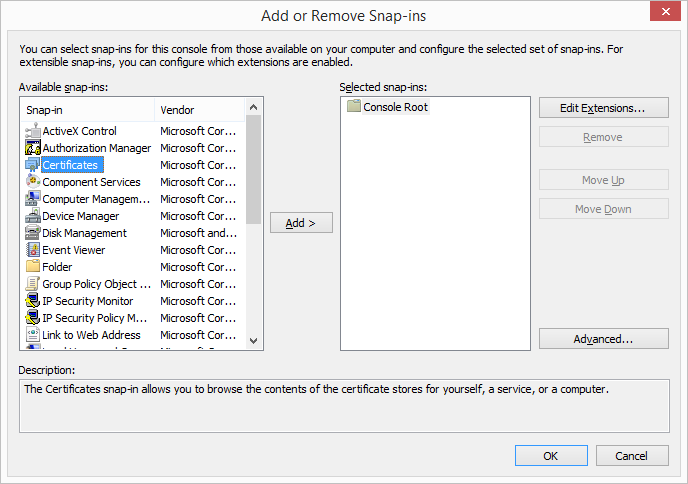 Add or Remove Snap-ins
You can select snap-ins for this console from those available on your computer and configure the selected set of snap-ins. For
extensible snap-ins, you can configure which extensions are enabled.
Available snap-ins:
Selected snap-ins:
Snap-in Vendor
ActiveX Control Microsoft Cor...
Authorization Manager Microsoft Cor...
Certificates Microsoft Cor...
Component Services Microsoft Cor...
Computer Managem... Microsoft Cor...
Device Manager Microsoft Cor...
Disk Management Microsoft and...
Event Viewer Microsoft Cor...
Folder Microsoft Cor...
Group Policy Object ... Microsoft Cor...
IP Security Monitor Microsoft Cor...
IP Security Policy M... Microsoft Cor...
Link to Web Address Microsoft Cor...
Add >
Console Root
Edit Extensions...
Remove
Move Up
Move Down
Advanced...
Description:
The Certificates snap-in allows you to browse the contents of the certificate stores for yourself, a service, or a computer.
OK
Cancel